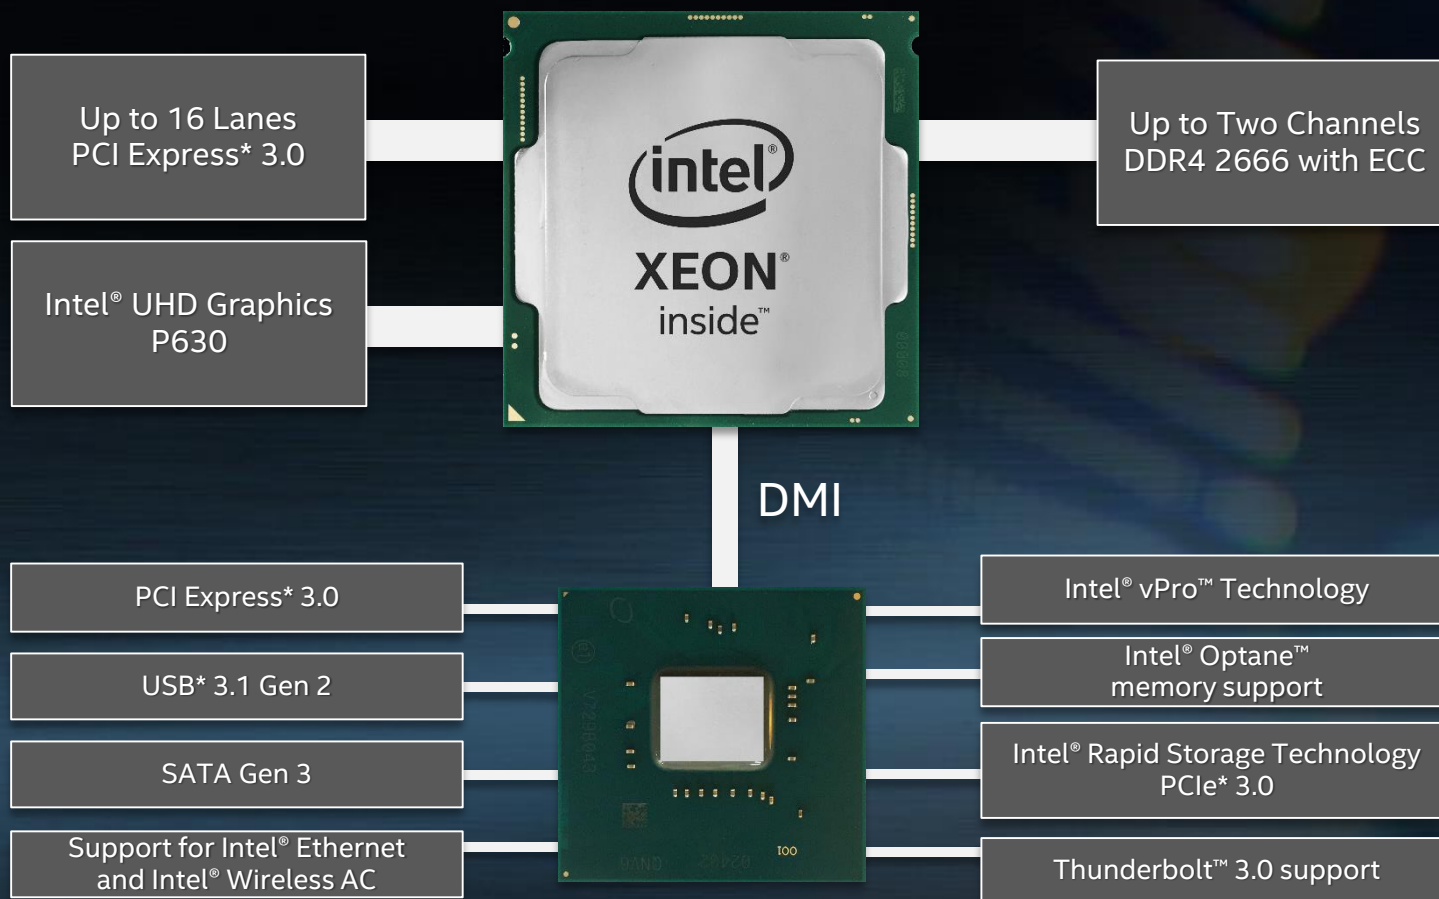 Up to 16 Lanes
PCI Express* 3.0
Intel® UHD Graphics
P630
intel®
XEON®
inside™
Up to Two Channels
DDR4 2666 with ECC
DMI
PCI Express* 3.0
USB* 3.1 Gen 2
SATA Gen 3
Support for Intel® Ethernet
and Intel® Wireless AC
001
Intel® vPro™ Technology
Intel® Optane™
memory support
Intel® Rapid Storage Technology
PCIe* 3.0
Thunderbolt™ 3.0 support